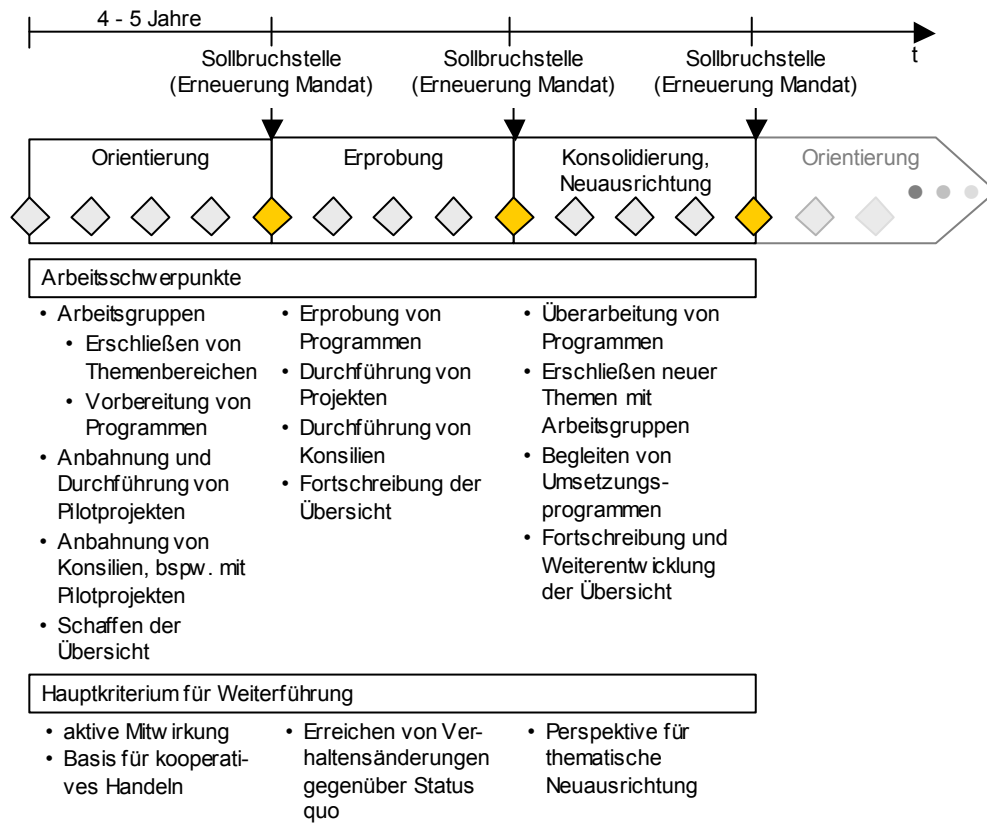 4 - 5 Jahre
t
Sollbruchstelle
(Erneuerung Mandat)
Sollbruchstelle
(Erneuerung Mandat)
Sollbruchstelle
(Erneuerung Mandat)
Orientierung
Erprobung
Konsolidierung,
Neuausrichtung
Orientierung
Arbeitsschwerpunkte
• Arbeitsgruppen
• Erschließen von
Themenbereichen
• Vorbereitung von
Programmen
• Anbahnung und
Durchführung von
Pilotprojekten
• Anbahnung von
Konsilien, bspw. mit
Pilotprojekten
• Schaffen der
Übersicht
• Erprobung von
Programmen
• Durchführung von
Projekten
• Durchführung von
Konsilien
• Fortschreibung der
Übersicht
• Überarbeitung von
Programmen
• Erschließen neuer
Themen mit
Arbeitsgruppen
• Begleiten von
Umsetzungs-
programmen
• Fortschreibung und
Weiterentwicklung
der Übersicht
Hauptkriterium für Weiterführung
• aktive Mitwirkung
• Basis für kooperati-
ves Handeln
• Erreichen von Ver-
haltensänderungen
gegenüber Status
quo
• Perspektive für
thematische
Neuausrichtung